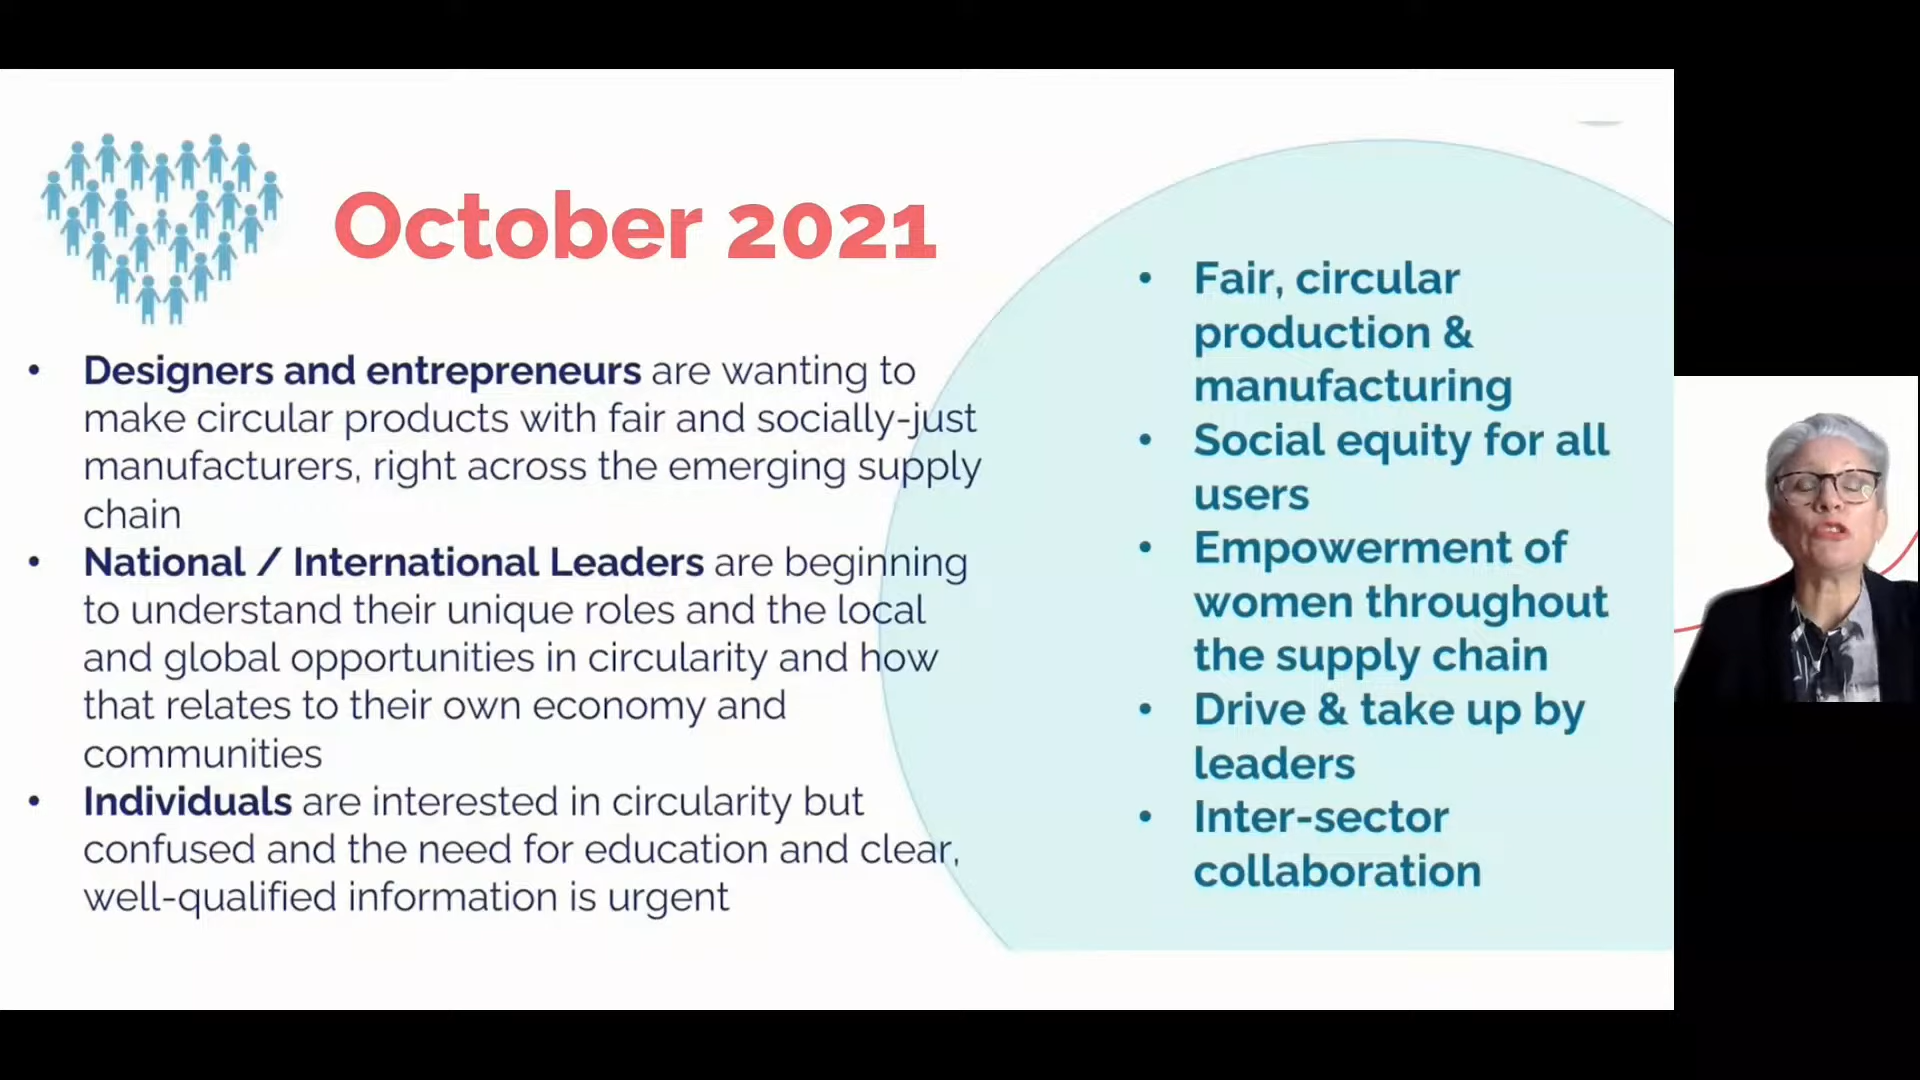 October 2021
• Designers and entrepreneurs are wanting to
make circular products with fair and socially-just
manufacturers, right across the emerging supply
chain
• National / International Leaders are beginning
to understand their unique roles and the local
and global opportunities in circularity and how
that relates to their own economy and
communities
• Individuals are interested in circularity but
confused and the need for education and clear,
well-qualified information is urgent
• Fair, circular
production &
manufacturing
• Social equity for all
users
• Empowerment of
women throughout
the supply chain
• Drive & take up by
leaders
• Inter-sector
collaboration